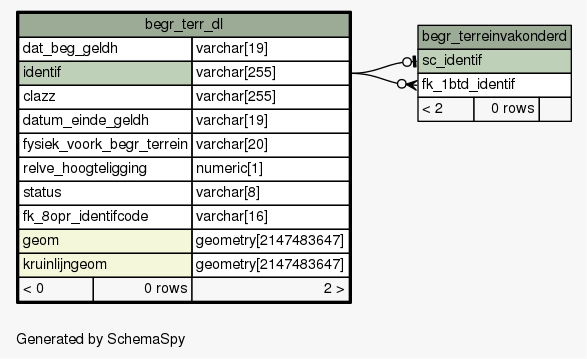 begr_terr_dl
dat_beg_geldh varchar[19]
identif varchar[255]
clazz varchar[255]
datum_einde_geldh varchar[19]
fysiek_voork_begr_terrein varchar[20]
relve_hoogteligging numeric[1]
status varchar[8]
fk_8opr_identifcode varchar[16]
geom geometry[2147483647]
kruinlijngeom geometry[2147483647]
< 0 0 rows 2 >
begr_terreinvakonderd
sc_identif
fk_1btd_identif
< 2 0 rows
Generated by SchemaSpy